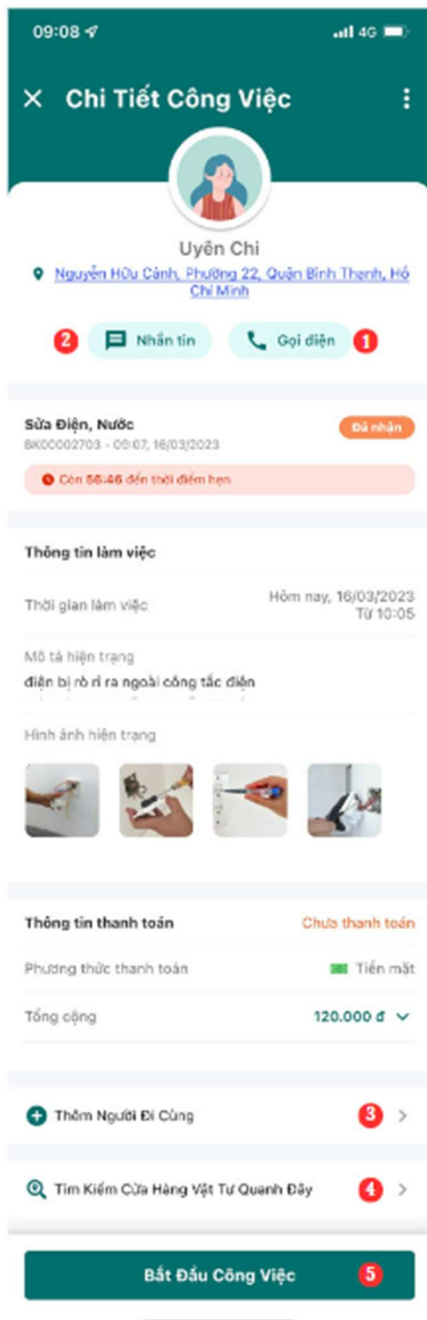 09:08
4G
Chi Tiết Công Việc
Uyên Chi
Nguyễn Hữu Cảnh, Phường 22, Quận Bình Thạnh, Hồ
Chí Minh
2 Nhắn tin Gọi điện 1
Sửa Điện, Nước Đã nhận
BK00002703 - 09:07, 16/03/2023
Còn 56:46 đến thời điểm hẹn
Thông tin làm việc
Thời gian làm việc Hôm nay, 16/03/2023
Từ 10:05
Mô tả hiện trạng
điện bị rò rỉ ra ngoài công tắc điện
Hình ảnh hiện trạng
Thông tin thanh toán Chưa thanh toán
Phương thức thanh toán Tiền mặt
Tổng cộng 120.000 đ
Thêm Người Đi Cùng 3
Tìm Kiếm Cửa Hàng Vật Tư Quanh Đây 4
Bắt Đầu Công Việc 5